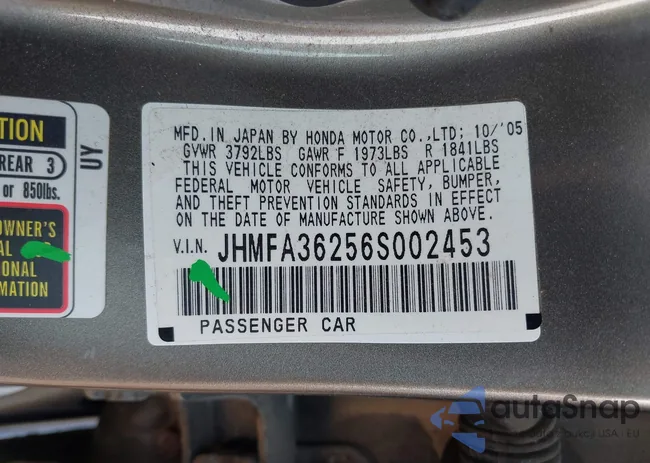 TION
REAR 3
or 850lbs.
UY
OWNER'S
AL
ONAL
MATION
MFD. IN JAPAN BY HONDA MOTOR CO.,LTD; 10/'05
GVWR 3792LBS GAWR F 1973LBS R 1841LBS
THIS VEHICLE CONFORMS TO ALL APPLICABLE
FEDERAL MOTOR VEHICLE SAFETY, BUMPER,
AND THEFT PREVENTION STANDARDS IN EFFECT
ON THE DATE OF MANUFACTURE SHOWN ABOVE.
V.I.N. JHMFA36256S002453
PASSENGER CAR
autaSnap